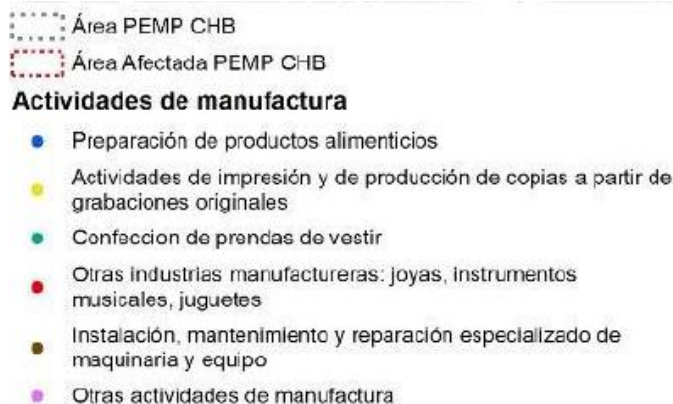 Área PEMP CHB
Área Afectada PEMP CHB
Actividades de manufactura
Preparación de productos alimenticios
Actividades de impresión y de producción de copias a partir de
grabaciones originales
Confeccion de prendas de vestir
Otras industrias manufactureras: joyas, instrumentos
musicales, juguetes
Instalación, mantenimiento y reparación especializado de
maquinaria y equipo
Otras actividades de manufactura